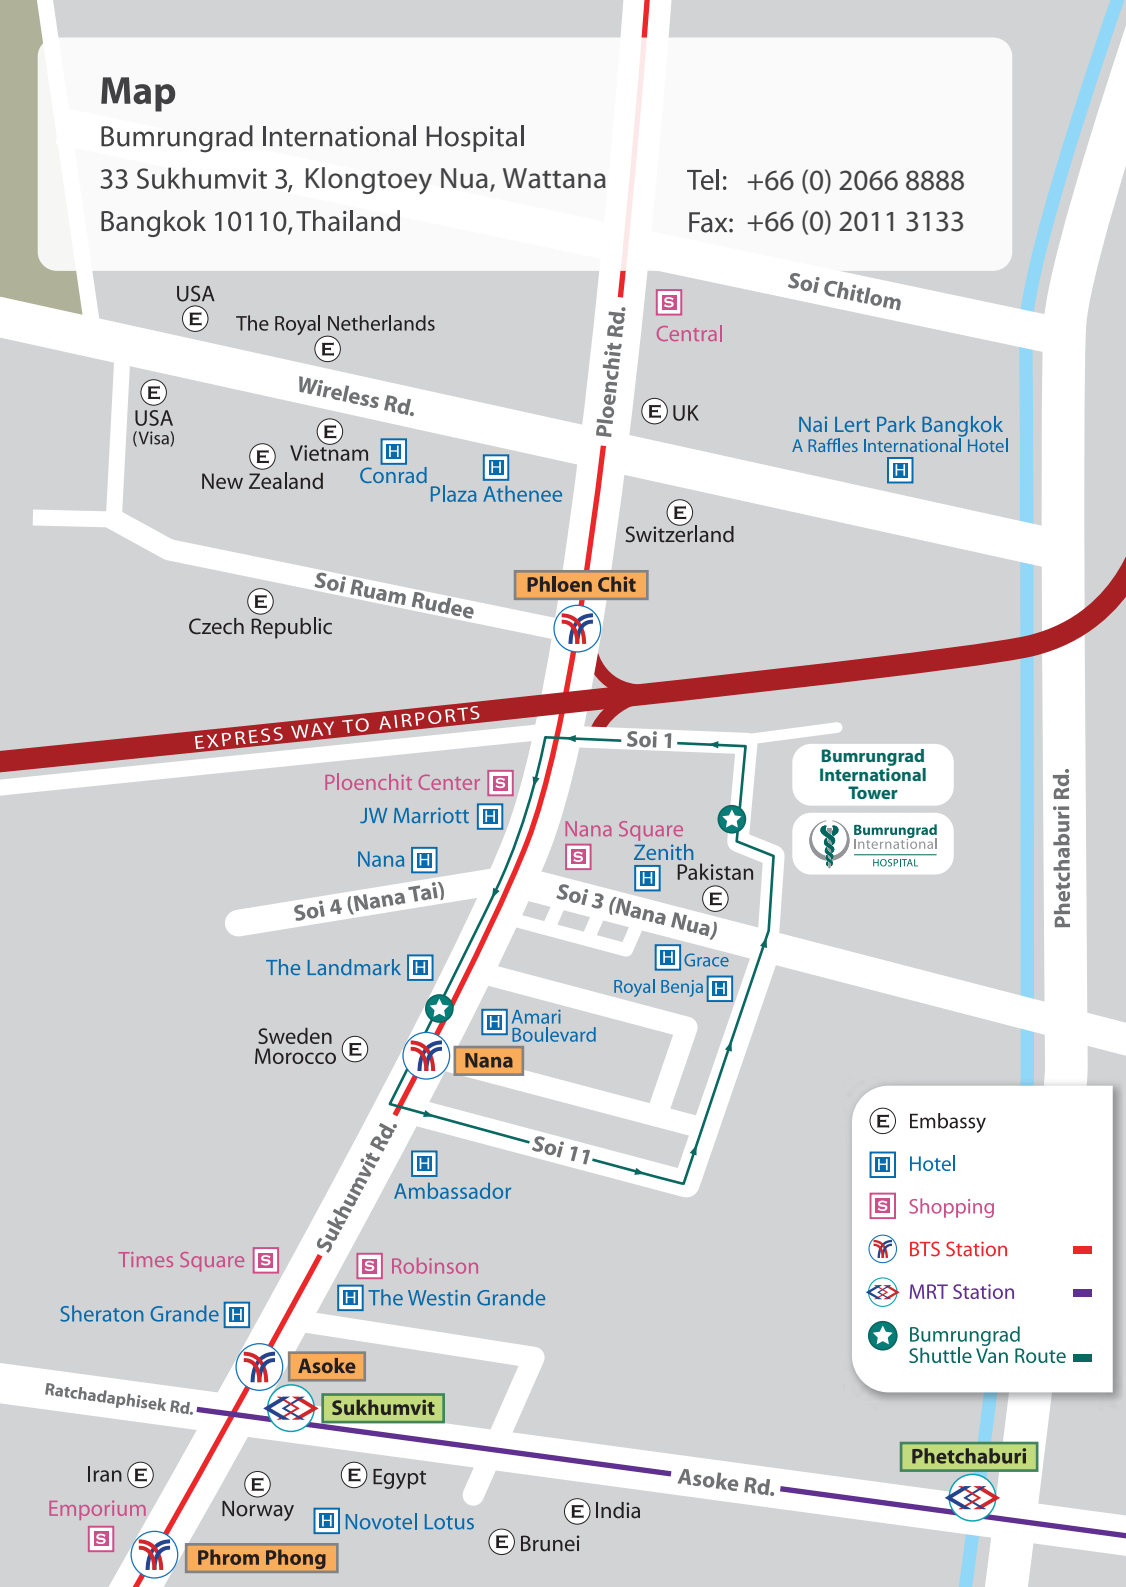 Map
Bumrungrad International Hospital
33 Sukhumvit 3, Klongtoey Nua, Wattana
Bangkok 10110, Thailand
Tel: +66 (0) 2066 8888
Fax: +66 (0) 2011 3133
Soi Chitlom
USA
E
The Royal Netherlands
E
S
Central
Ploenchit Rd.
Wireless Rd.
E
USA
(Visa)
E UK
Nai Lert Park Bangkok
A Raffles International Hotel
H
E
Vietnam
E
New Zealand
H
Conrad
H
Plaza Athenee
E
Switzerland
Phloen Chit
Soi Ruam Rudee
E
Czech Republic
EXPRESS WAY TO AIRPORTS
Soi 1
Bumrungrad
International
Tower
Bumrungrad
International
HOSPITAL
Phetchaburi Rd.
Ploenchit Center S
JW Marriott H
Nana H
Nana Square
S
Zenith
H
Pakistan
E
Soi 4 (Nana Tai)
Soi 3 (Nana Nua)
H Grace
Royal Benja H
The Landmark H
H Amari
Boulevard
Sweden
Morocco E
Nana
Soi 11
Sukhumvit Rd.
H
Ambassador
E Embassy
H Hotel
S Shopping
BTS Station
MRT Station
Bumrungrad
Shuttle Van Route
Times Square S
S Robinson
H The Westin Grande
Sheraton Grande H
Asoke
Sukhumvit
Ratchadaphisek Rd.
Phetchaburi
Asoke Rd.
Iran E
E
Norway
E Egypt
Emporium
S
H Novotel Lotus
E India
E Brunei
Phrom Phong